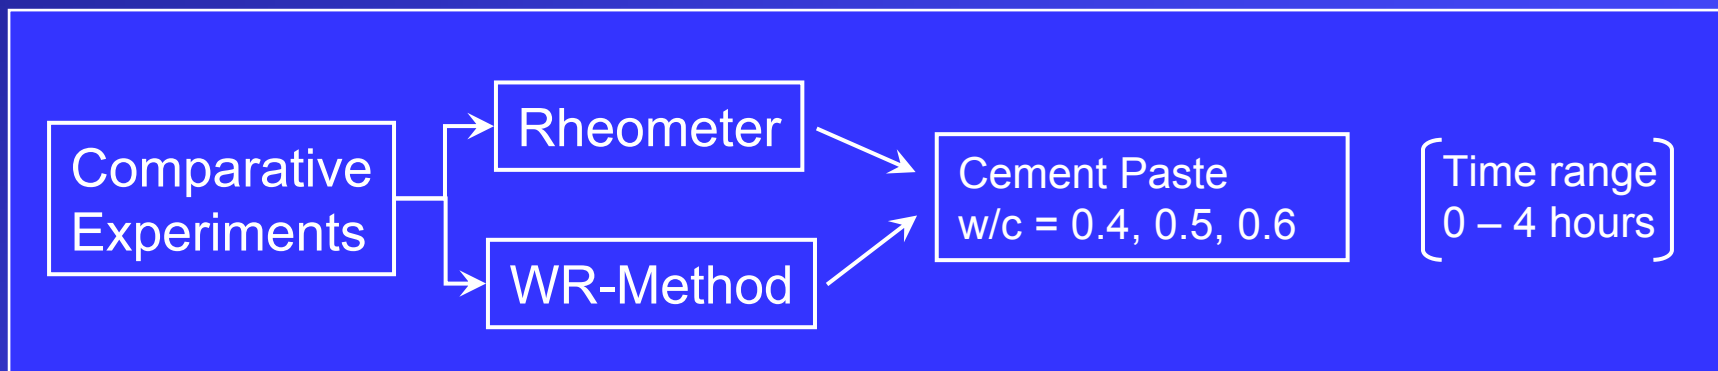 Comparative
Experiments
Rheometer
WR-Method
Cement Paste
w/c = 0.4, 0.5, 0.6
Time range
0 – 4 hours